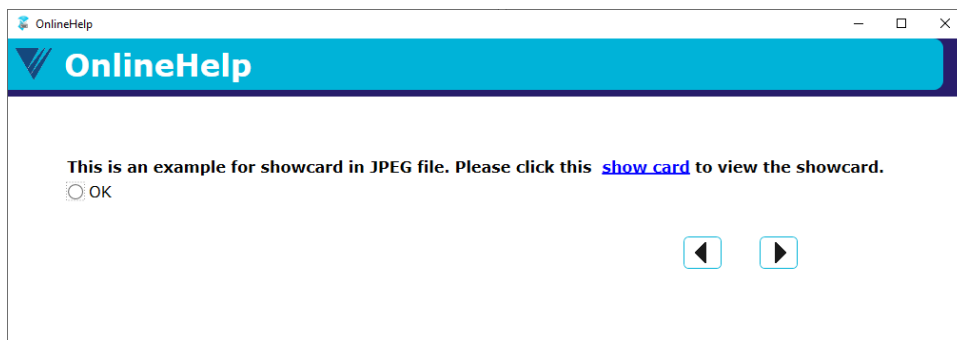 OnlineHelp
OnlineHelp
This is an example for showcard in JPEG file. Please click this show card to view the showcard.
OK